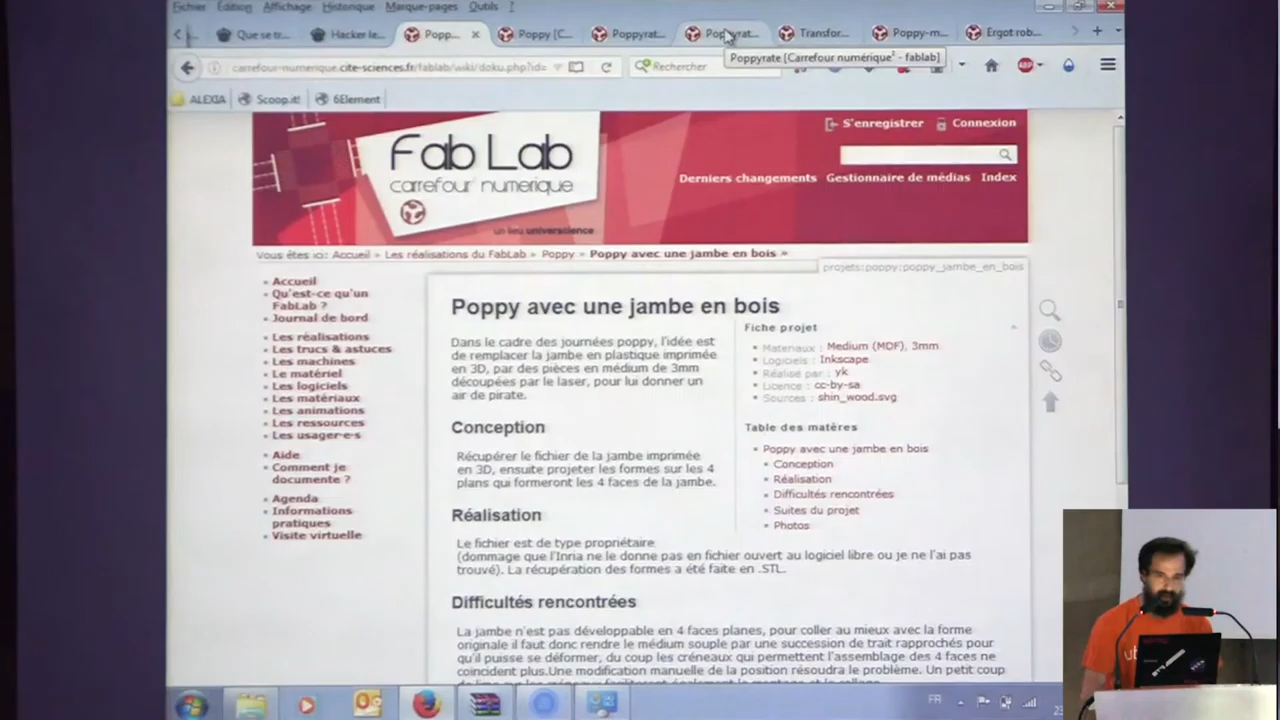 Fichier Édition Affichage Historique Marque-pages Outils ?
Que se tr... Hacker le... Popp... Poppy [C... Poppyrat... Poppyrat... Transfor... Poppy-m... Ergot rob...
Poppyrate [Carrefour numérique² - fablab]
carrefour-numerique.cite-sciences.fr/fablab/wiki/doku.php?id=
Rechercher
ABP
ALEXIA Scoop.it! 6Element
S'enregistrer Connexion
Fab Lab
carrefour numerique
Derniers changements Gestionnaire de médias Index
un lieu universcience
Vous êtes ici: Accueil » Les réalisations du FabLab » Poppy » Poppy avec une jambe en bois »
projets:poppy:poppy_jambe_en_bois
Accueil
Qu'est-ce qu'un
FabLab ?
Journal de bord
Les réalisations
Les trucs & astuces
Les machines
Le matériel
Les logiciels
Les matériaux
Les animations
Les ressources
Les usager·e·s
Aide
Comment je
documente ?
Agenda
Informations
pratiques
Visite virtuelle
Poppy avec une jambe en bois
Dans le cadre des journées poppy, l'idée est
de remplacer la jambe en plastique imprimée
en 3D, par des pièces en médium de 3mm
découpées par le laser, pour lui donner un
air de pirate.
Fiche projet
Materiaux : Medium (MDF), 3mm
Logiciels : Inkscape
Réalisé par : yk
Licence : cc-by-sa
Sources : shin_wood.svg
Table des matères
Poppy avec une jambe en bois
Conception
Réalisation
Difficultés rencontrées
Suites du projet
Photos
Conception
Récupérer le fichier de la jambe imprimée
en 3D, ensuite projeter les formes sur les 4
plans qui formeront les 4 faces de la jambe.
Réalisation
Le fichier est de type propriétaire
(dommage que l'Inria ne le donne pas en fichier ouvert au logiciel libre ou je ne l'ai pas
trouvé). La récupération des formes a été faite en .STL.
Difficultés rencontrées
La jambe n'est pas développable en 4 faces planes, pour coller au mieux avec la forme
originale il faut donc rendre le médium souple par une succession de trait rapprochés pour
qu'il puisse se déformer, du coup les créneaux qui permettent l'assemblage des 4 faces ne
coincident plus.Une modification manuelle de la position résoudra le problème. Un petit coup
FR